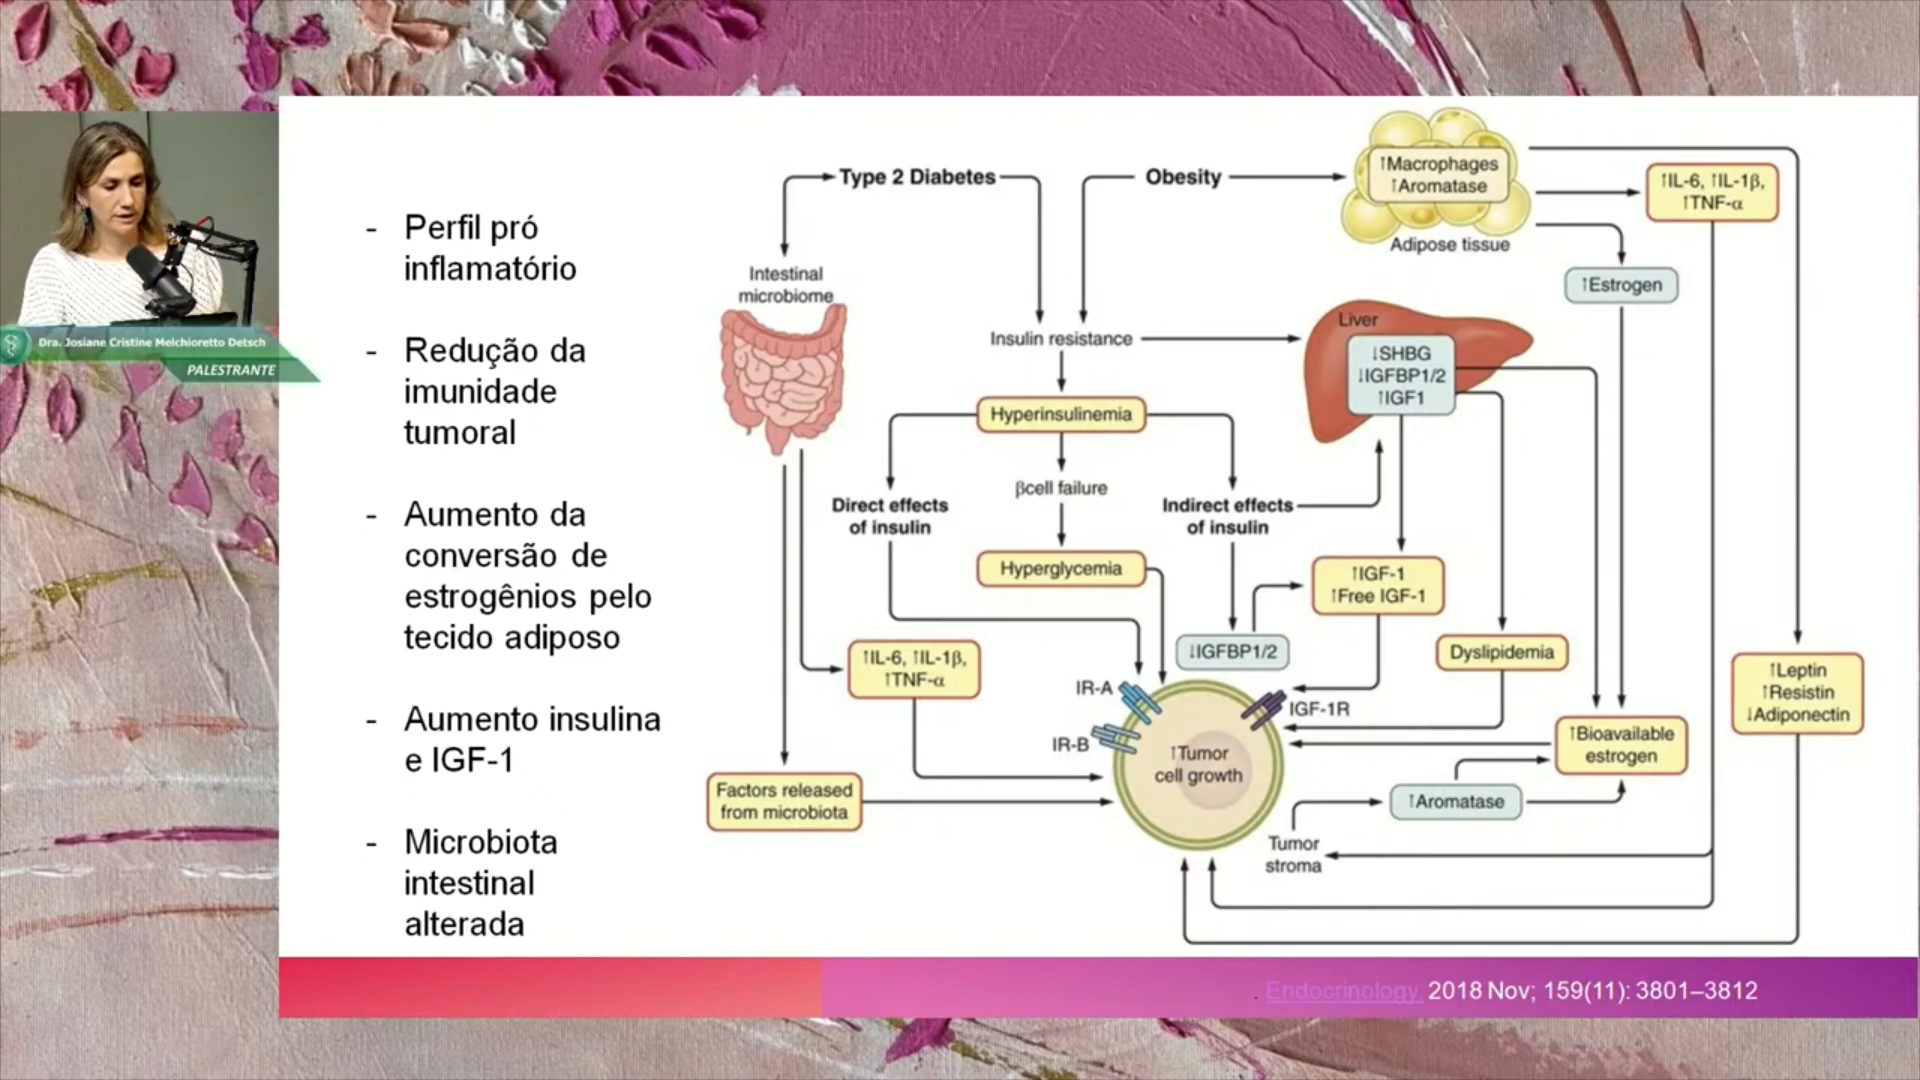 Dra. Josiane Cristine Melchioretto Detsch
PALESTRANTE
- Perfil pró
inflamatório
- Redução da
imunidade
tumoral
- Aumento da
conversão de
estrogênios pelo
tecido adiposo
- Aumento insulina
e IGF-1
- Microbiota
intestinal
alterada
Type 2 Diabetes
Obesity
↑Macrophages
↑Aromatase
Adipose tissue
↑IL-6, ↑IL-1β,
↑TNF-α
↑Estrogen
Intestinal
microbiome
Insulin resistance
Liver
↓SHBG
↓IGFBP1/2
↑IGF1
Hyperinsulinemia
βcell failure
Direct effects
of insulin
Indirect effects
of insulin
Hyperglycemia
↑IGF-1
↑Free IGF-1
↓IGFBP1/2
Dyslipidemia
↑IL-6, ↑IL-1β,
↑TNF-α
↑Leptin
↑Resistin
↓Adiponectin
IR-A
IGF-1R
IR-B
↑Tumor
cell growth
↑Bioavailable
estrogen
Factors released
from microbiota
↑Aromatase
Tumor
stroma
. Endocrinology. 2018 Nov; 159(11): 3801–3812